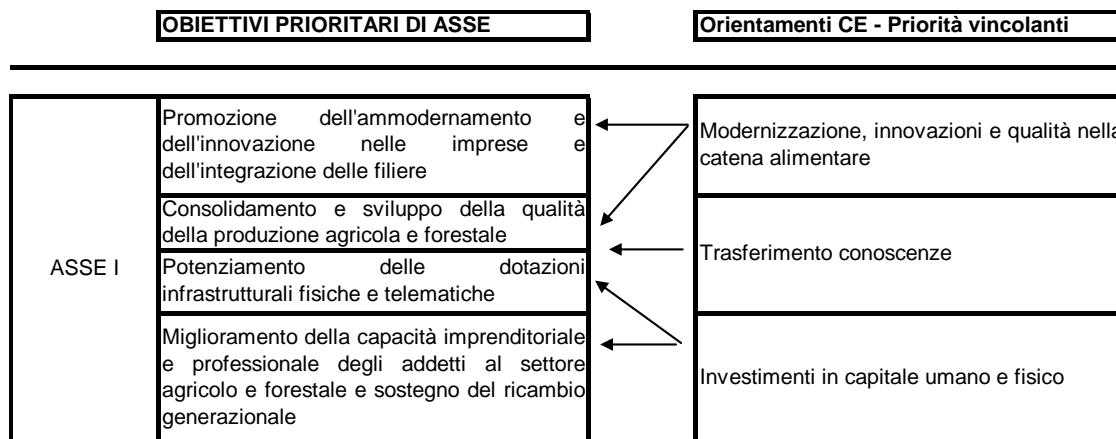 OBIETTIVI PRIORITARI DI ASSE
Orientamenti CE - Priorità vincolanti
ASSE I
Promozione dell'ammodernamento e
dell'innovazione nelle imprese e
dell'integrazione delle filiere
Modernizzazione, innovazioni e qualità nella
catena alimentare
Consolidamento e sviluppo della qualità
della produzione agricola e forestale
Trasferimento conoscenze
Potenziamento delle dotazioni
infrastrutturali fisiche e telematiche
Miglioramento della capacità imprenditoriale
e professionale degli addetti al settore
agricolo e forestale e sostegno del ricambio
generazionale
Investimenti in capitale umano e fisico